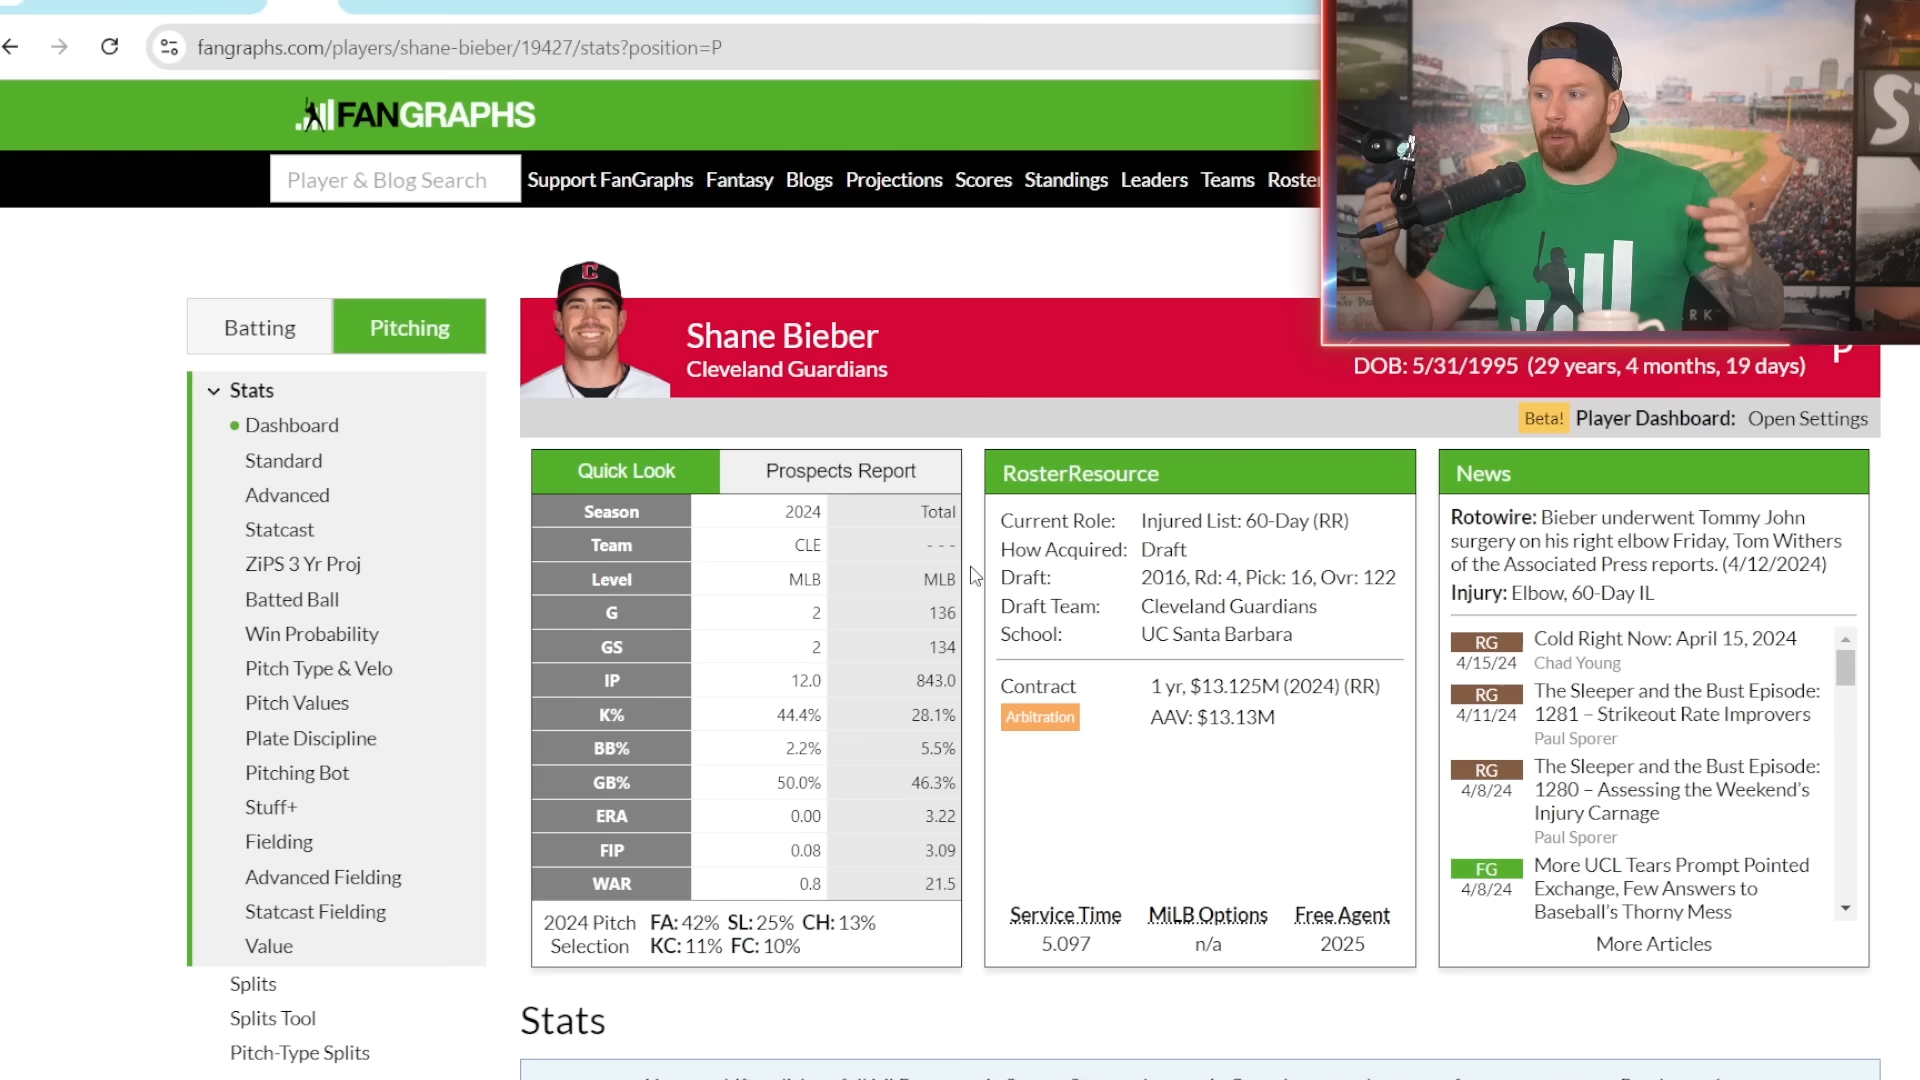 fangraphs.com/players/shane-bieber/19427/stats?position=P
FANGRAPHS
Player & Blog Search
Support FanGraphs Fantasy Blogs Projections Scores Standings Leaders Teams Roster
Batting
Pitching
Stats
Dashboard
Standard
Advanced
Statcast
ZiPS 3 Yr Proj
Batted Ball
Win Probability
Pitch Type & Velo
Pitch Values
Plate Discipline
Pitching Bot
Stuff+
Fielding
Advanced Fielding
Statcast Fielding
Value
Splits
Splits Tool
Pitch-Type Splits
C
Shane Bieber
Cleveland Guardians
P
DOB: 5/31/1995 (29 years, 4 months, 19 days)
Beta! Player Dashboard: Open Settings
Quick Look
Prospects Report
Season 2024 Total
Team CLE - - -
Level MLB MLB
G 2 136
GS 2 134
IP 12.0 843.0
K% 44.4% 28.1%
BB% 2.2% 5.5%
GB% 50.0% 46.3%
ERA 0.00 3.22
FIP 0.08 3.09
WAR 0.8 21.5
2024 Pitch FA: 42% SL: 25% CH: 13%
Selection KC: 11% FC: 10%
RosterResource
Current Role: Injured List: 60-Day (RR)
How Acquired: Draft
Draft: 2016, Rd: 4, Pick: 16, Ovr: 122
Draft Team: Cleveland Guardians
School: UC Santa Barbara
Contract 1 yr, $13.125M (2024) (RR)
Arbitration AAV: $13.13M
Service Time MiLB Options Free Agent
5.097 n/a 2025
News
Rotowire: Bieber underwent Tommy John
surgery on his right elbow Friday, Tom Withers
of the Associated Press reports. (4/12/2024)
Injury: Elbow, 60-Day IL
RG Cold Right Now: April 15, 2024
4/15/24 Chad Young
RG The Sleeper and the Bust Episode:
4/11/24 1281 – Strikeout Rate Improvers
Paul Sporer
RG The Sleeper and the Bust Episode:
4/8/24 1280 – Assessing the Weekend's
Injury Carnage
Paul Sporer
FG More UCL Tears Prompt Pointed
4/8/24 Exchange, Few Answers to
Baseball's Thorny Mess
More Articles
Stats